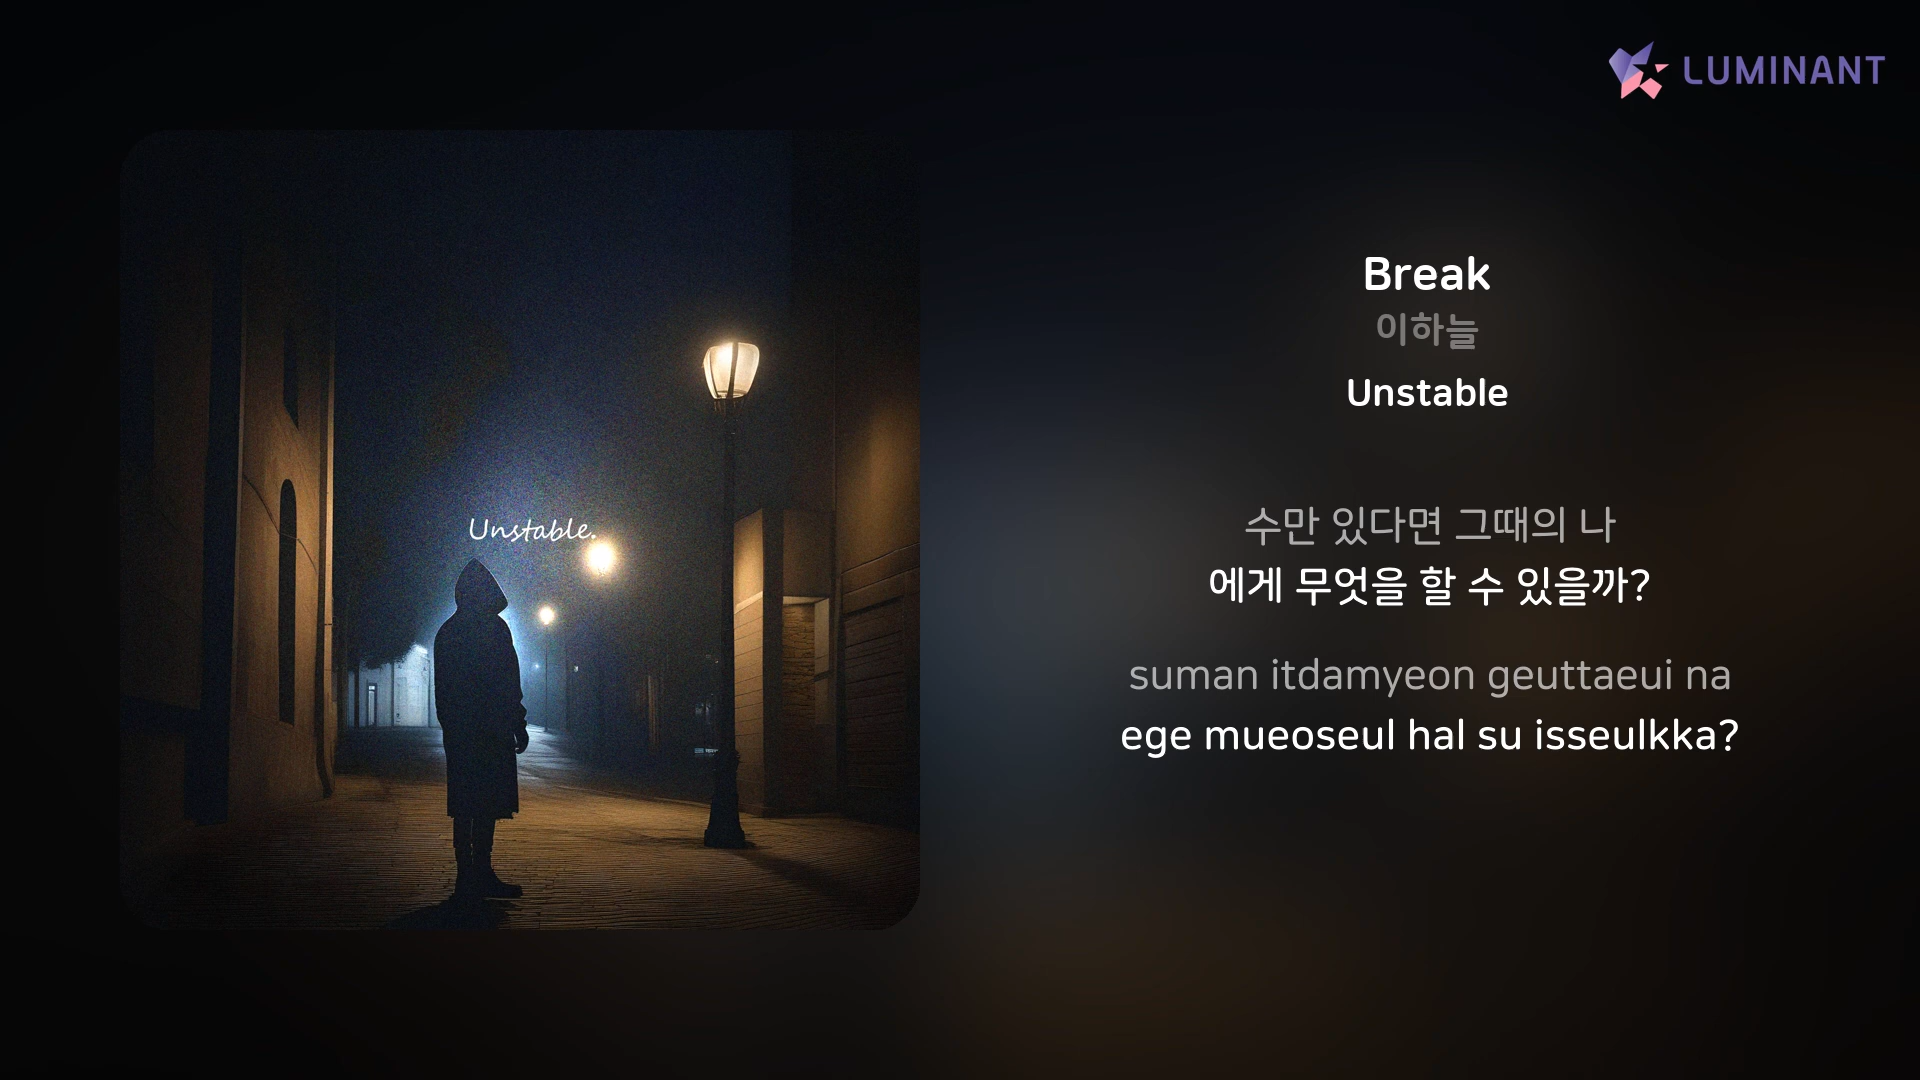 LUMINANT
Unstable.
Break
이하늘
Unstable
수만 있다면 그때의 나
에게 무엇을 할 수 있을까?
suman itdamyeon geuttaeui na
ege mueoseul hal su isseulkka?